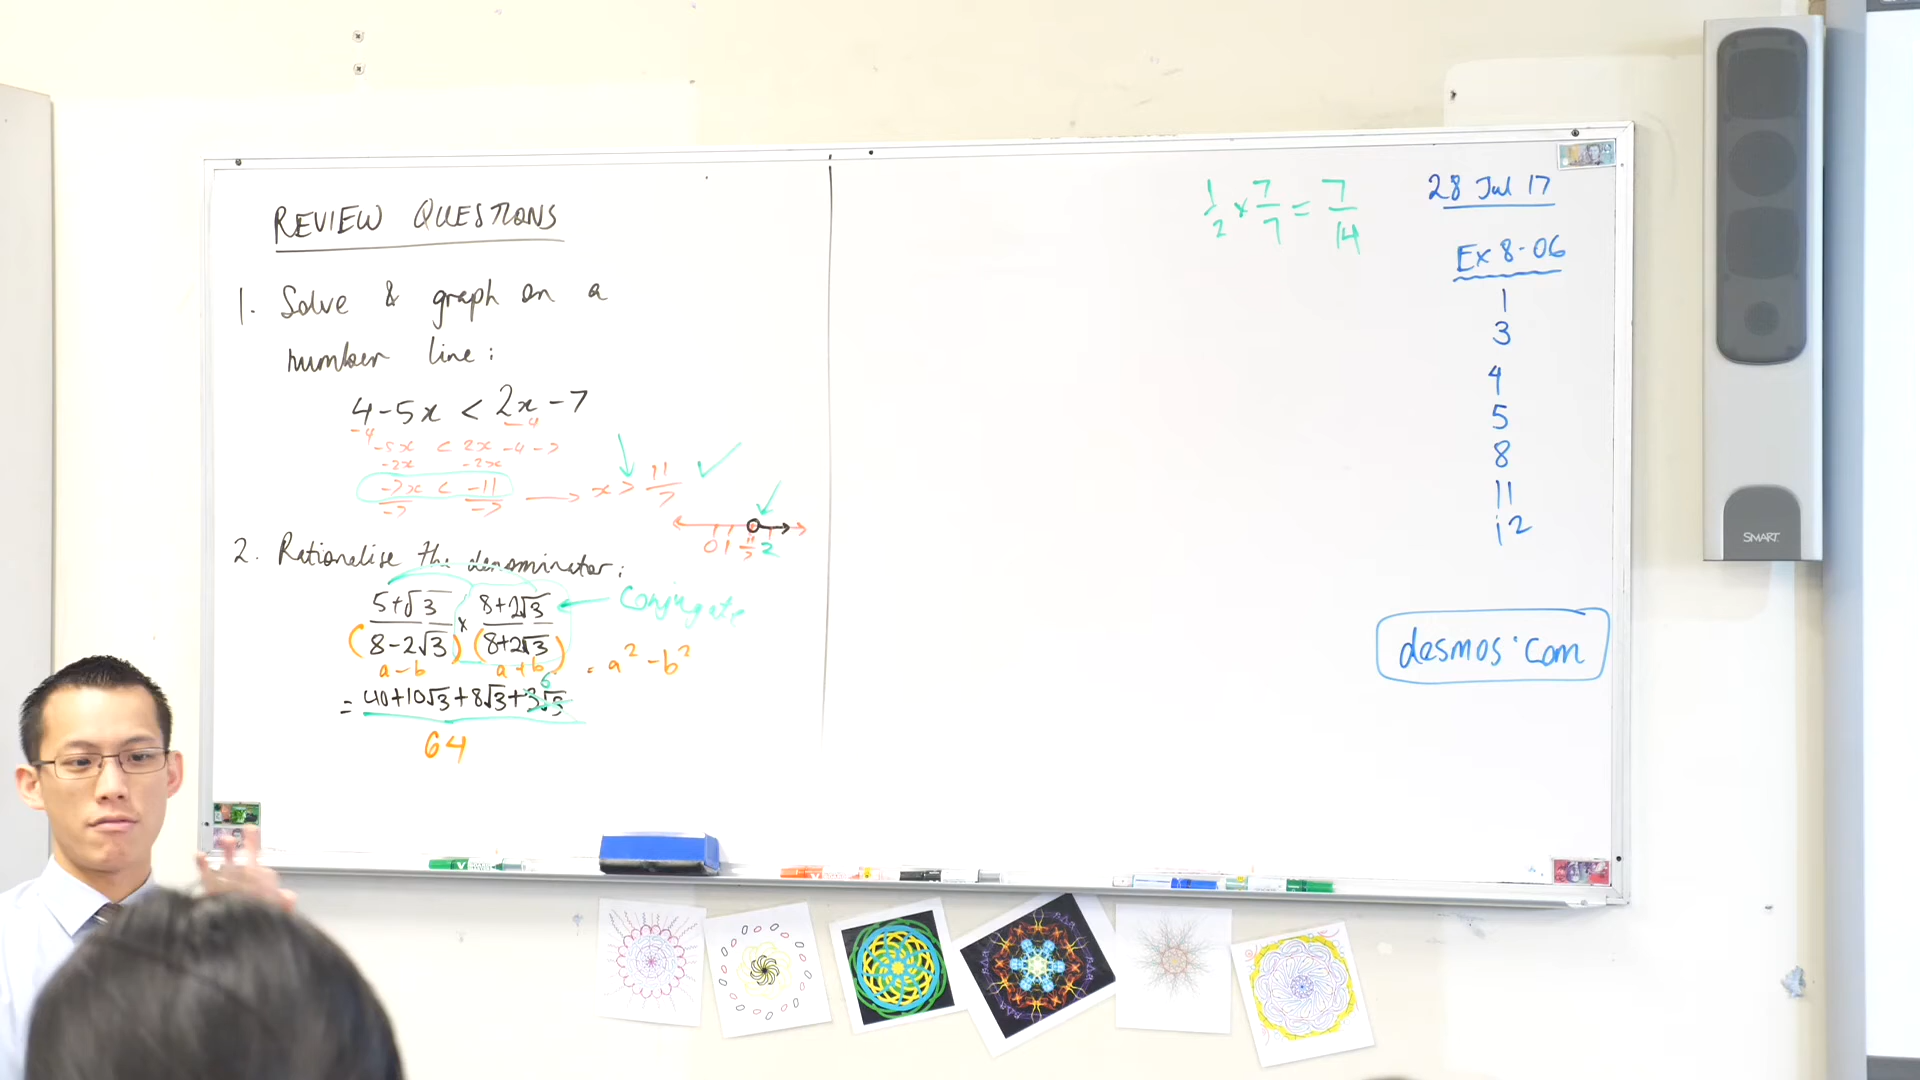 REVIEW QUESTIONS
1. Solve & graph on a
number line:
4-5x < 2x-7
-4 -4
-5x < 2x-4-7
-2x -2x
-7x < -11 → x > 11/7 ✓
-7 -7
0 1 11/7 2
2. Rationalise the denominator:
5+√3 × 8+2√3 ← Conjugate
(8-2√3) (8+2√3)
a-b a+b = a²-b²
6
= 40+10√3+8√3+3√3
64
1/2 × 7/7 = 7/14
28 Jul 17
Ex 8-06
1
3
4
5
8
11
12
desmos.com
SMART